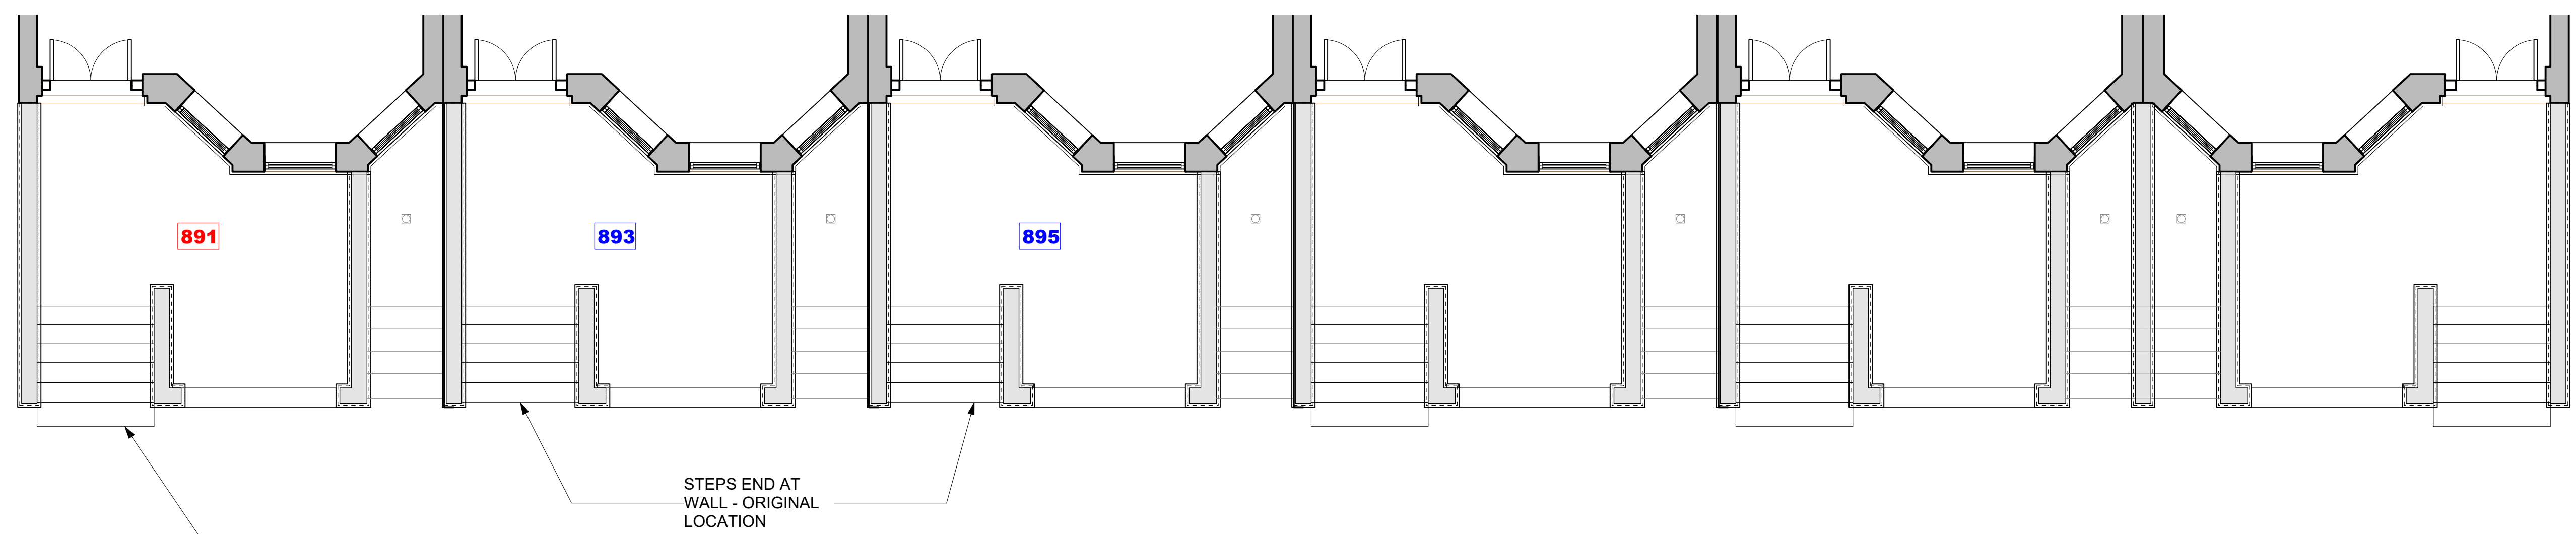 891
893
895
STEPS END AT
WALL - ORIGINAL
LOCATION